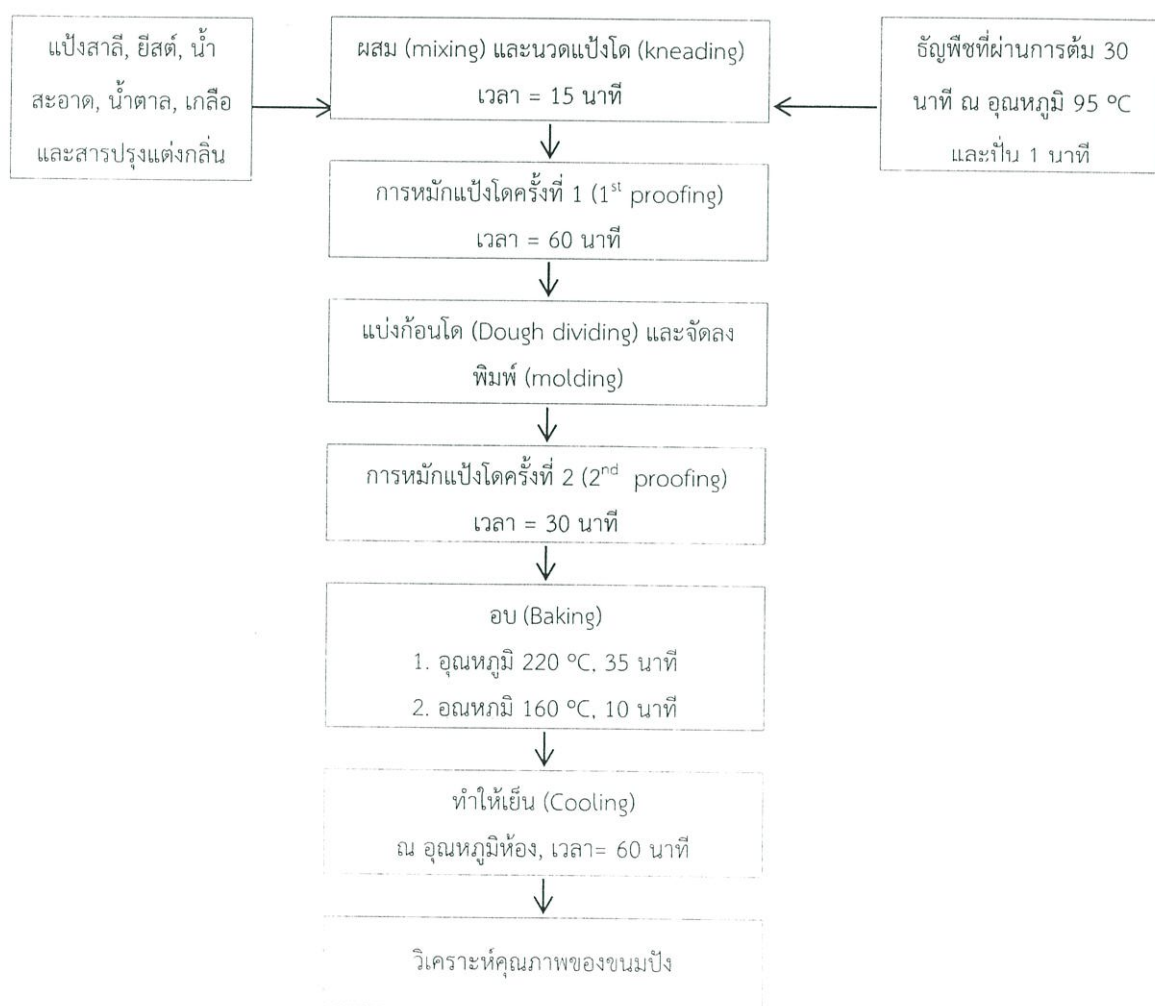 แป้งสาลี, ยีสต์, น้ำ
สะอาด, น้ำตาล, เกลือ
และสารปรุงแต่งกลิ่น
ผสม (mixing) และนวดแป้งโด (kneading)
เวลา = 15 นาที
ธัญพืชที่ผ่านการต้ม 30
นาที ณ อุณหภูมิ 95 °C
และปั่น 1 นาที
การหมักแป้งโดครั้งที่ 1 (1st proofing)
เวลา = 60 นาที
แบ่งก้อนโด (Dough dividing) และจัดลง
พิมพ์ (molding)
การหมักแป้งโดครั้งที่ 2 (2nd proofing)
เวลา = 30 นาที
อบ (Baking)
1. อุณหภูมิ 220 °C, 35 นาที
2. อุณหภูมิ 160 °C, 10 นาที
ทำให้เย็น (Cooling)
ณ อุณหภูมิห้อง, เวลา= 60 นาที
วิเคราะห์คุณภาพของขนมปัง